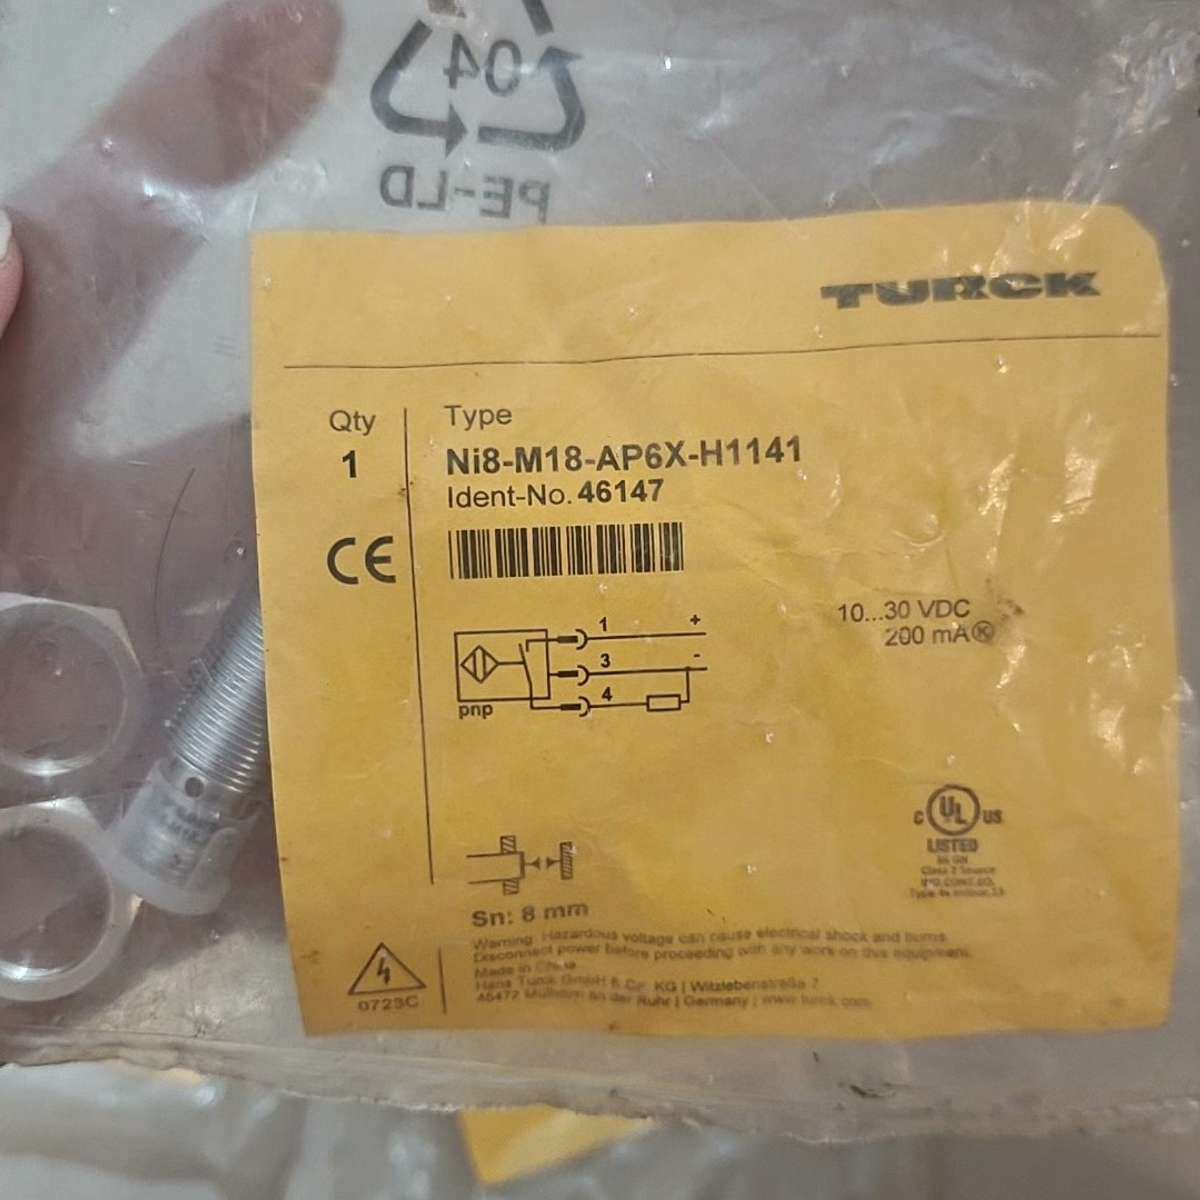 04
PE-LD
TURCK
Qty
1
Type
Ni8-M18-AP6X-H1141
Ident-No. 46147
CE
1 +
3 -
4
pnp
10...30 VDC
200 mA Ⓚ
C UL US
LISTED
Class 2 Source
Sn: 8 mm
Warning: Hazardous voltage can cause electrical shock and burns.
Disconnect power before proceeding with any work on this equipment.
Made in China
Hans Turck GmbH & Co. KG | Witzlebenstraße 7
45472 Mülheim an der Ruhr | Germany | www.turck.com
0723C